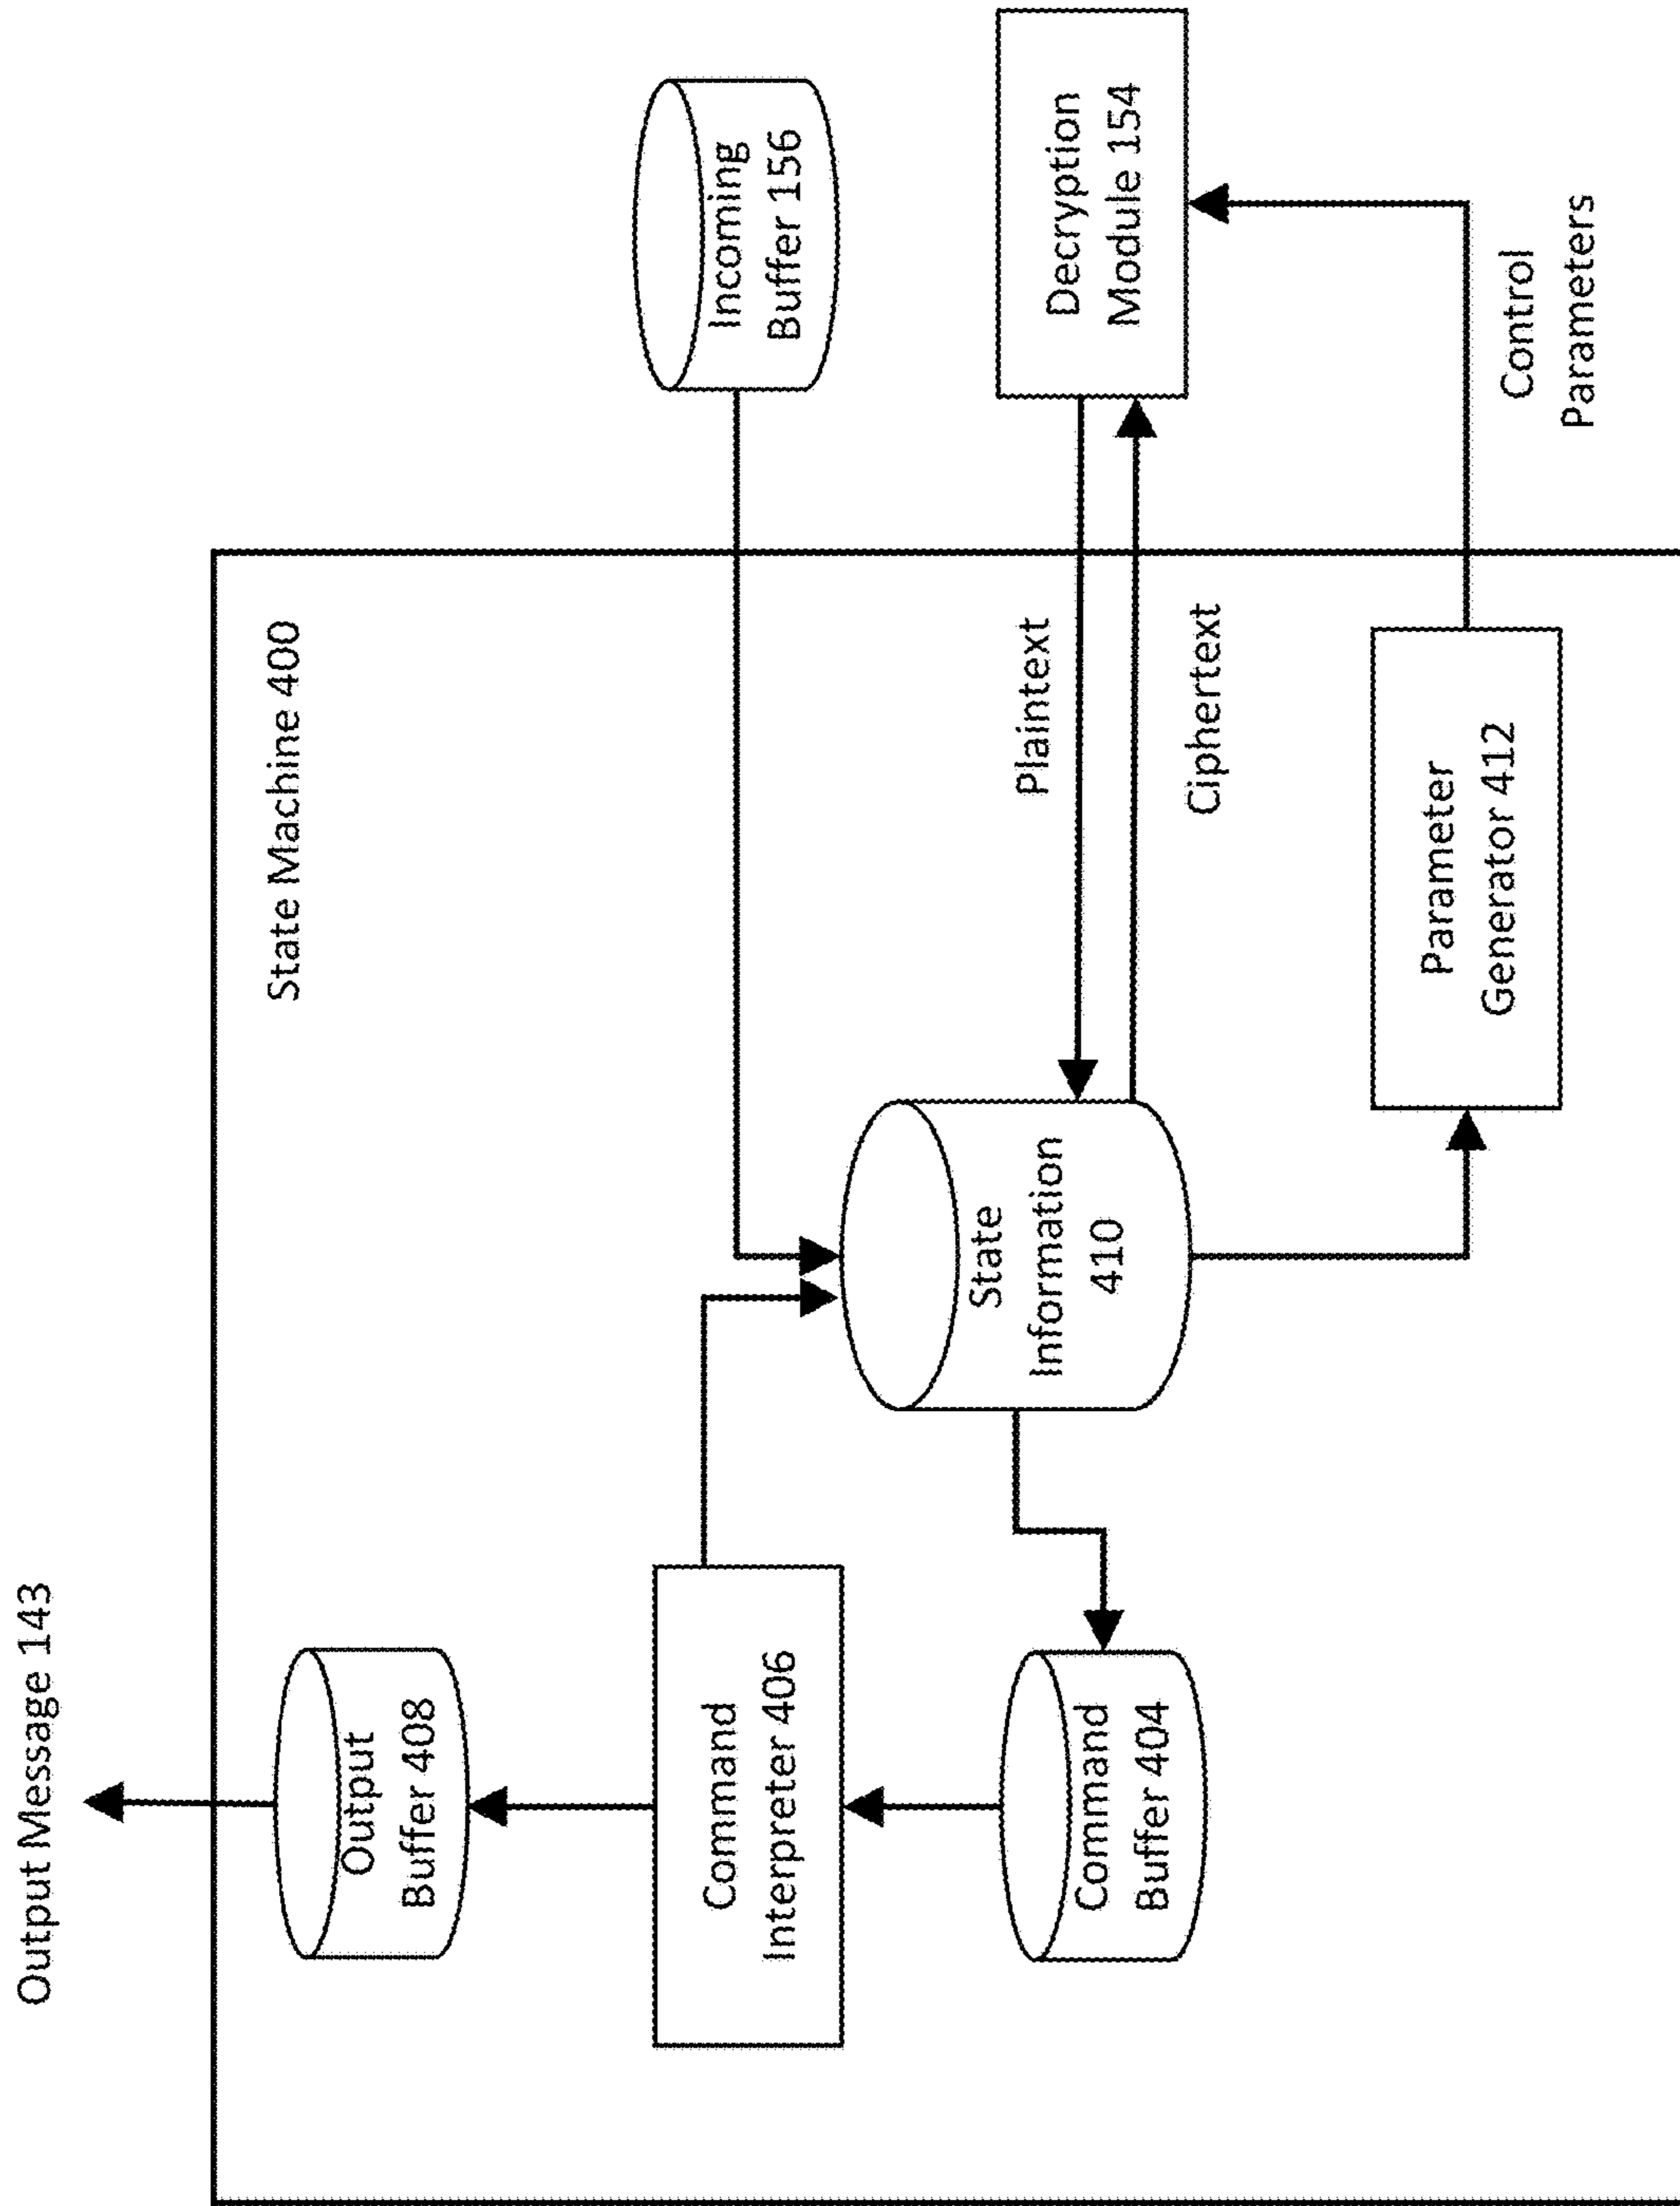 Output Message 143
State Machine 400
Output
Buffer 408
Command
Interpreter 406
Incoming
Buffer 156
State
Information
410
Command
Buffer 404
Plaintext
Ciphertext
Decryption
Module 154
Parameter
Generator 412
Control
Parameters